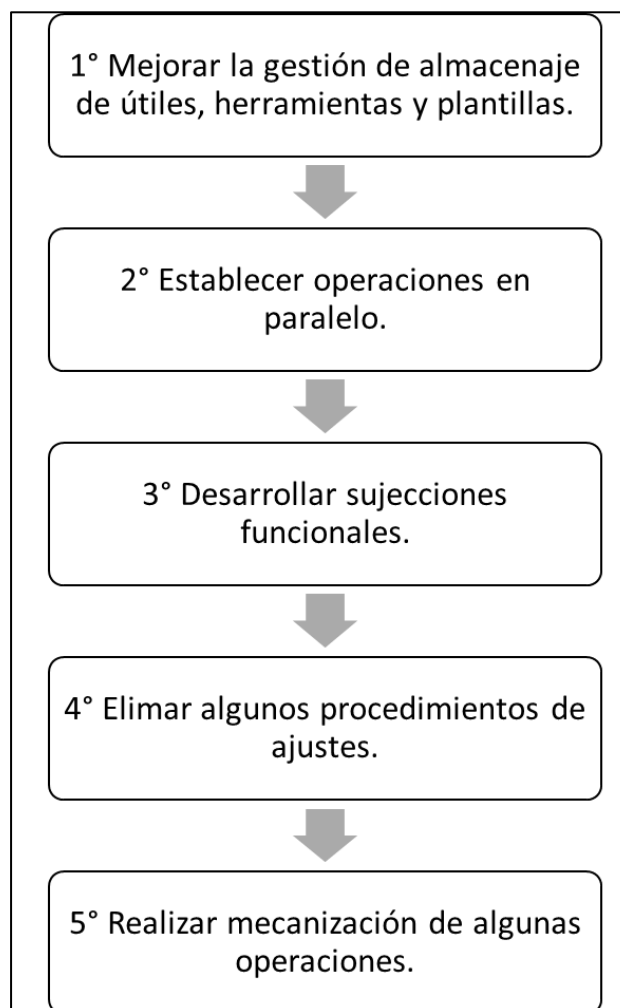 1° Mejorar la gestión de almacenaje
de útiles, herramientas y plantillas.
2° Establecer operaciones en
paralelo.
3° Desarrollar sujecciones
funcionales.
4° Elimar algunos procedimientos de
ajustes.
5° Realizar mecanización de algunas
operaciones.